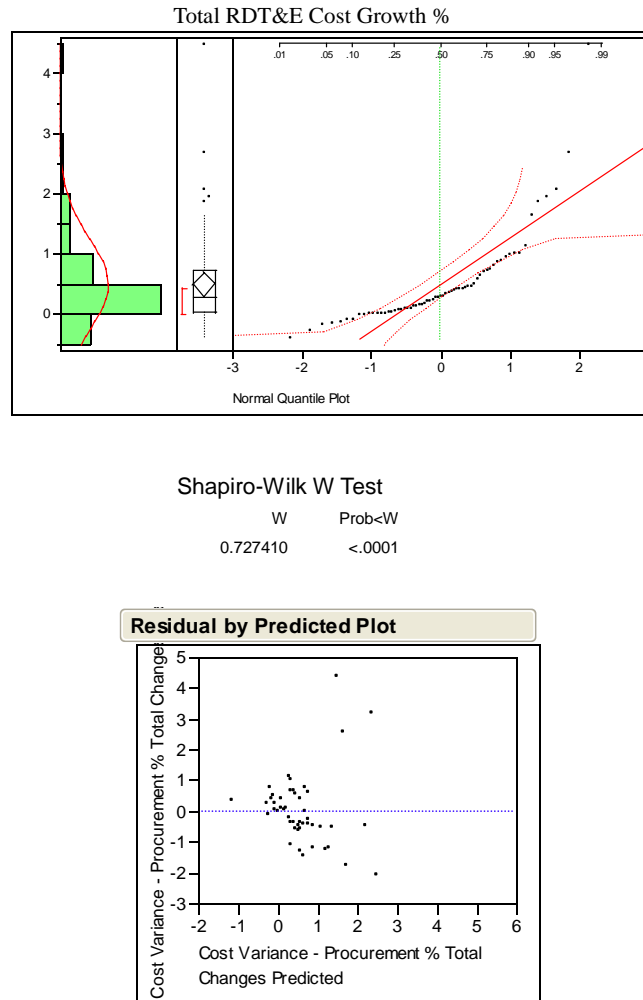 Total RDT&E Cost Growth %
.01 .05 .10 .25 .50 .75 .90 .95 .99
4
3
2
1
0
-3 -2 -1 0 1 2
Normal Quantile Plot
Shapiro-Wilk W Test
W Prob<W
0.727410 <.0001
Residual by Predicted Plot
Cost Variance - Procurement % Total Changes
5
4
3
2
1
0
-1
-2
-3
-2 -1 0 1 2 3 4 5 6
Cost Variance - Procurement % Total
Changes Predicted